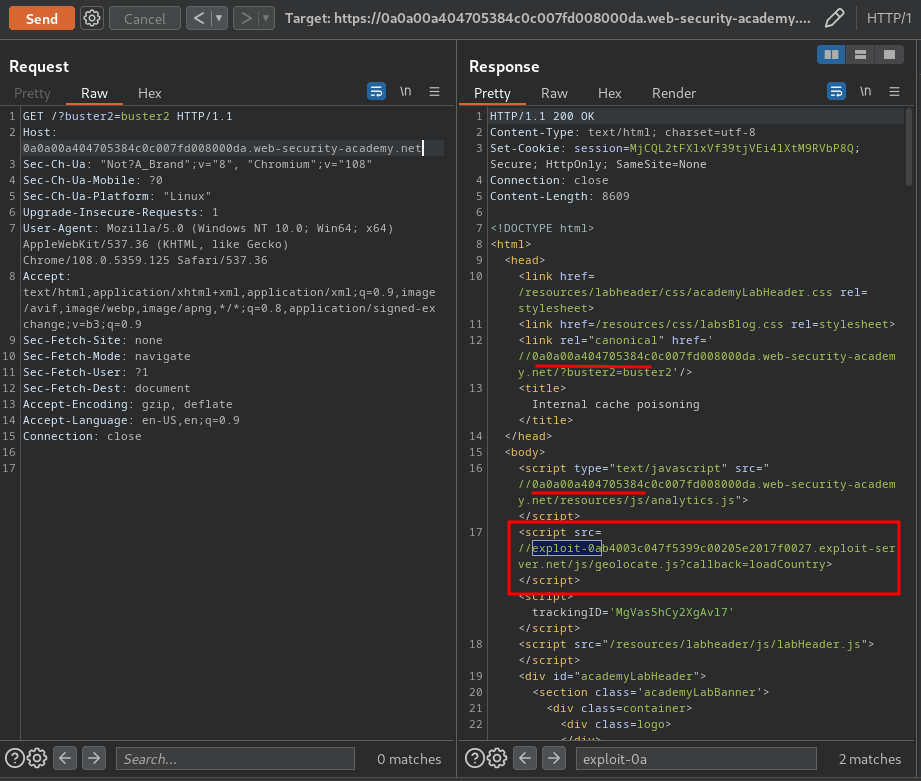 Send Cancel < ▼ > ▼ Target: https://0a0a00a404705384c0c007fd008000da.web-security-academy.... HTTP/1
Request
Pretty Raw Hex \n
1 GET /?buster2=buster2 HTTP/1.1
2 Host:
0a0a00a404705384c0c007fd008000da.web-security-academy.net
3 Sec-Ch-Ua: "Not?A_Brand";v="8", "Chromium";v="108"
4 Sec-Ch-Ua-Mobile: ?0
5 Sec-Ch-Ua-Platform: "Linux"
6 Upgrade-Insecure-Requests: 1
7 User-Agent: Mozilla/5.0 (Windows NT 10.0; Win64; x64)
AppleWebKit/537.36 (KHTML, like Gecko)
Chrome/108.0.5359.125 Safari/537.36
8 Accept:
text/html,application/xhtml+xml,application/xml;q=0.9,image
/avif,image/webp,image/apng,*/*;q=0.8,application/signed-ex
change;v=b3;q=0.9
9 Sec-Fetch-Site: none
10 Sec-Fetch-Mode: navigate
11 Sec-Fetch-User: ?1
12 Sec-Fetch-Dest: document
13 Accept-Encoding: gzip, deflate
14 Accept-Language: en-US,en;q=0.9
15 Connection: close
16
17
Search... 0 matches
Response
Pretty Raw Hex Render \n
1 HTTP/1.1 200 OK
2 Content-Type: text/html; charset=utf-8
3 Set-Cookie: session=MjCQL2tFXlxVf39tjVEi4lXtM9RVbP8Q;
Secure; HttpOnly; SameSite=None
4 Connection: close
5 Content-Length: 8609
6
7 <!DOCTYPE html>
8 <html>
9 <head>
10 <link href=
/resources/labheader/css/academyLabHeader.css rel=
stylesheet>
11 <link href=/resources/css/labsBlog.css rel=stylesheet>
12 <link rel="canonical" href='
//0a0a00a404705384c0c007fd008000da.web-security-academ
y.net/?buster2=buster2'/>
13 <title>
Internal cache poisoning
</title>
14 </head>
15 <body>
16 <script type="text/javascript" src="
//0a0a00a404705384c0c007fd008000da.web-security-academ
y.net/resources/js/analytics.js">
</script>
17 <script src=
//exploit-0ab4003c047f5399c00205e2017f0027.exploit-ser
ver.net/js/geolocate.js?callback=loadCountry>
</script>
<script>
trackingID='MgVas5hCy2XgAvl7'
</script>
18 <script src="/resources/labheader/js/labHeader.js">
</script>
19 <div id="academyLabHeader">
20 <section class='academyLabBanner'>
21 <div class=container>
22 <div class=logo>
</div>
exploit-0a 2 matches